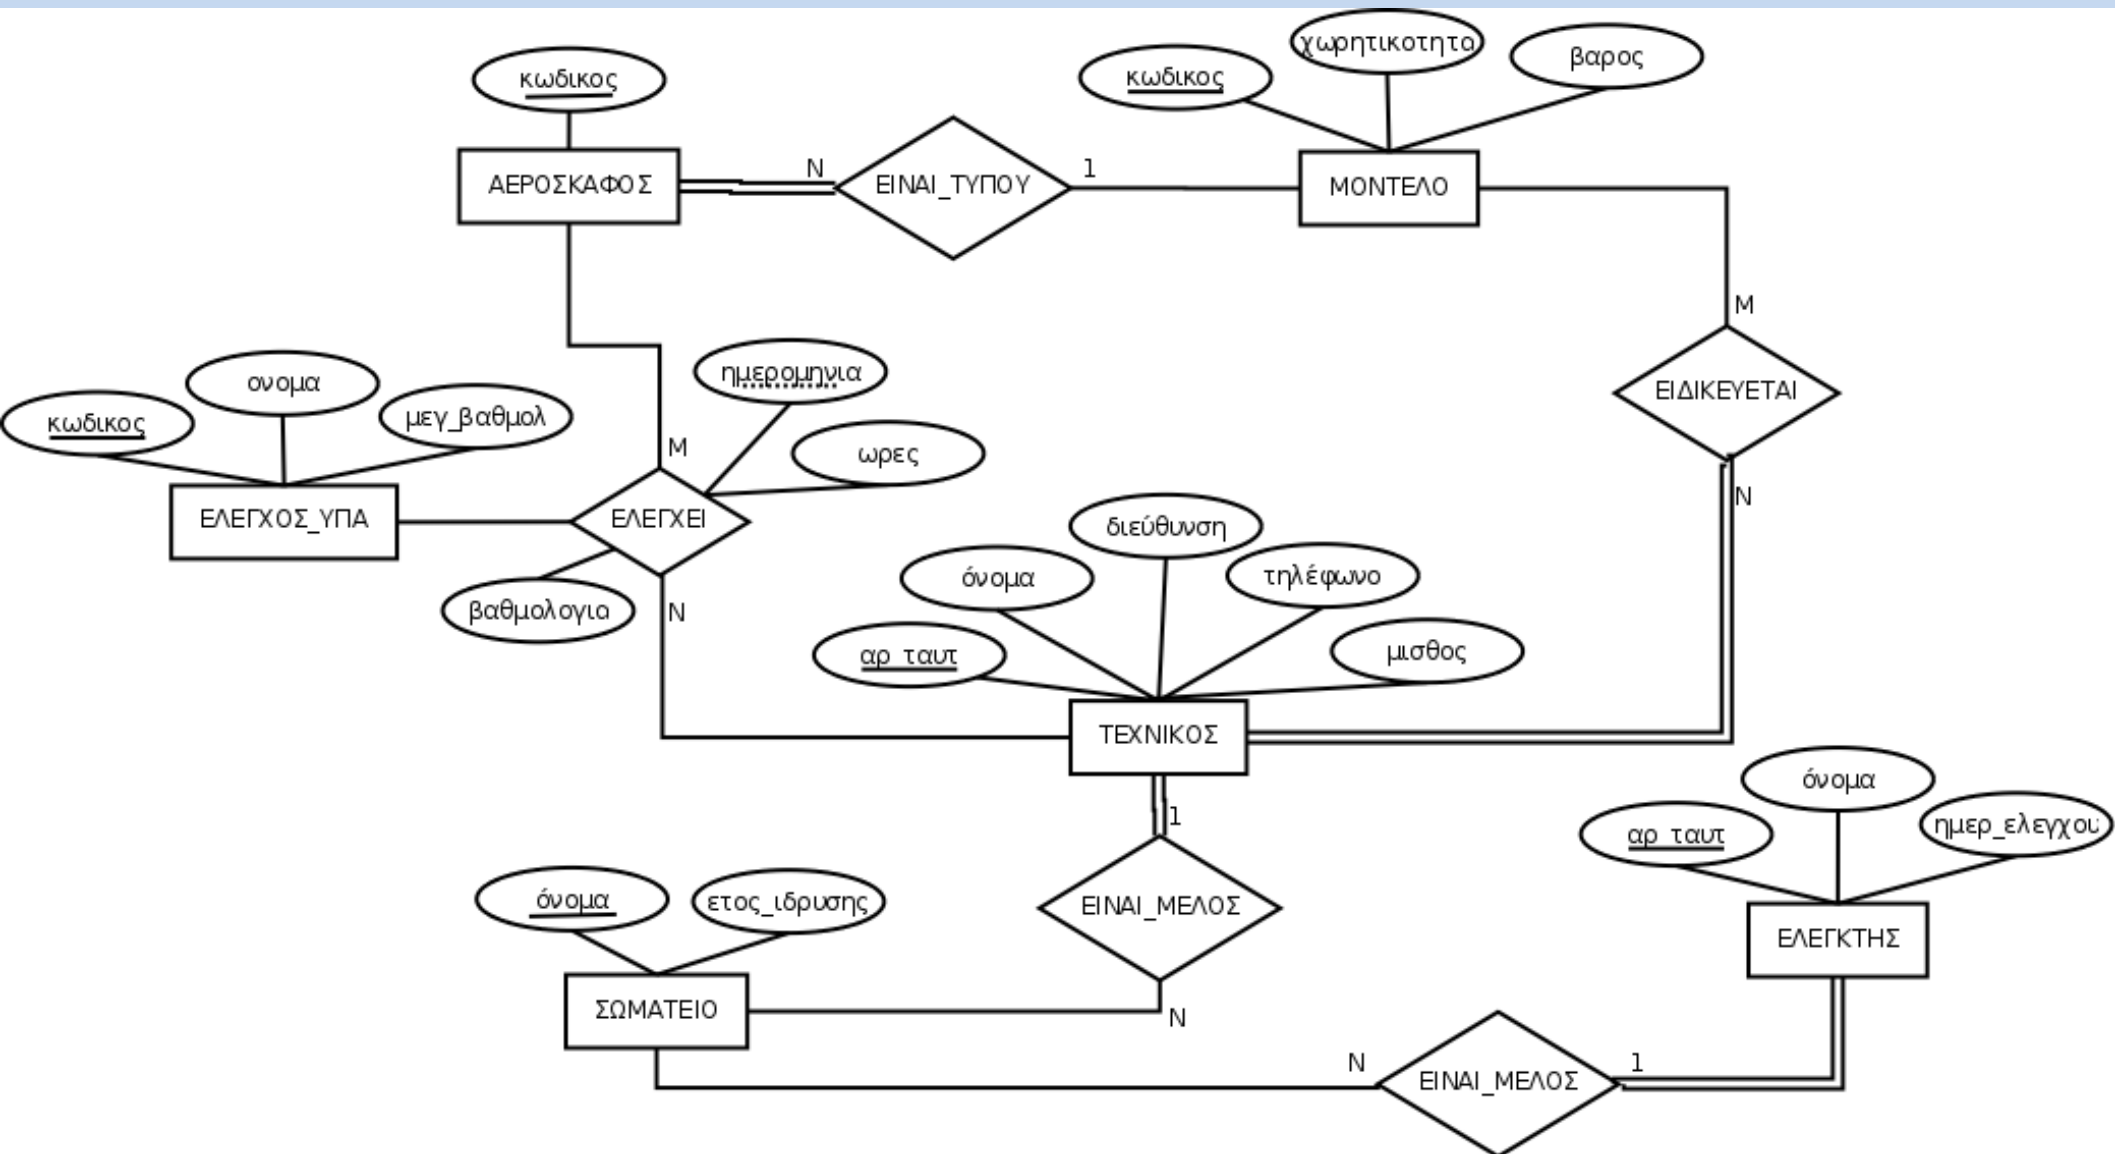 χωρητικοτητα
βαρος
κωδικος
κωδικος
N
1
ΑΕΡΟΣΚΑΦΟΣ
ΕΙΝΑΙ_ΤΥΠΟΥ
ΜΟΝΤΕΛΟ
M
ημερομηνια
ονομα
ΕΙΔΙΚΕΥΕΤΑΙ
κωδικος
μεγ_βαθμολ
M
ωρες
N
ΕΛΕΓΧΟΣ_ΥΠΑ
ΕΛΕΓΧΕΙ
διεύθυνση
όνομα
τηλέφωνο
βαθμολογια
N
αρ_ταυτ
μισθος
ΤΕΧΝΙΚΟΣ
όνομα
1
αρ_ταυτ
ημερ_ελεγχου
όνομα
ετος_ιδρυσης
ΕΙΝΑΙ_ΜΕΛΟΣ
ΕΛΕΓΚΤΗΣ
ΣΩΜΑΤΕΙΟ
N
N
1
ΕΙΝΑΙ_ΜΕΛΟΣ